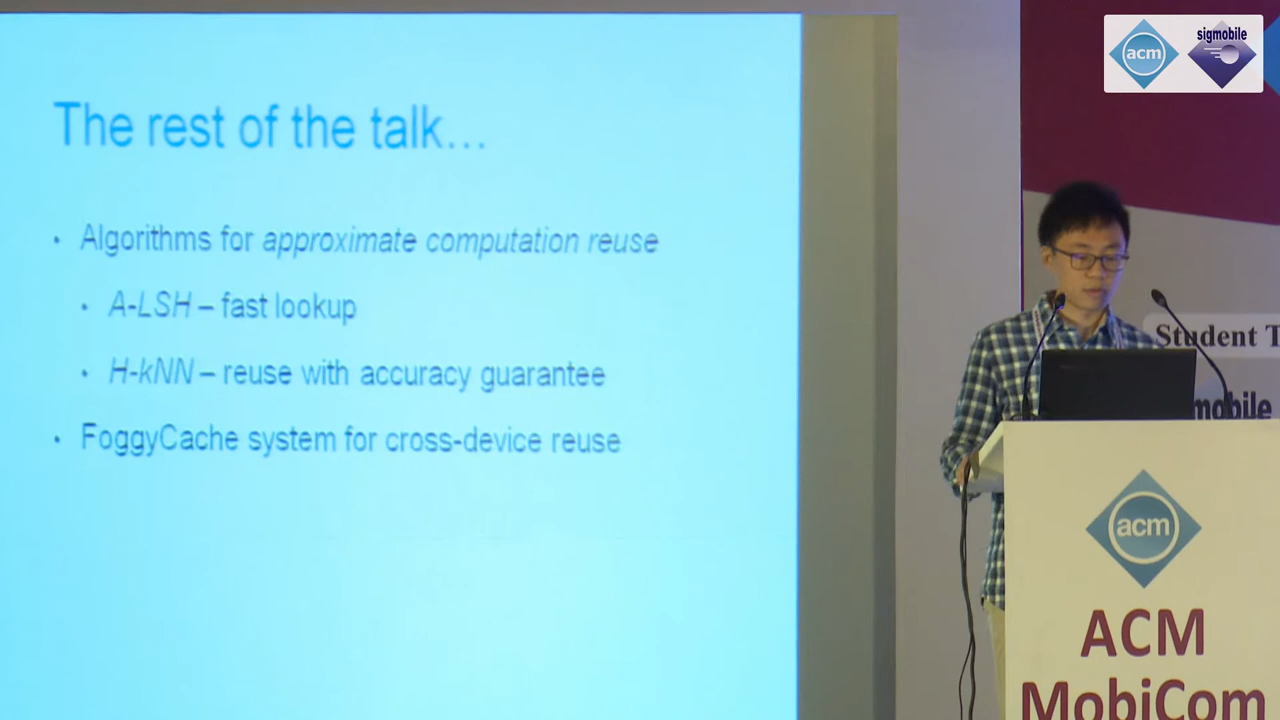 The rest of the talk...
• Algorithms for approximate computation reuse
• A-LSH – fast lookup
• H-kNN – reuse with accuracy guarantee
• FoggyCache system for cross-device reuse
acm
sigmobile
Student T
mobile
acm
ACM
MobiCom